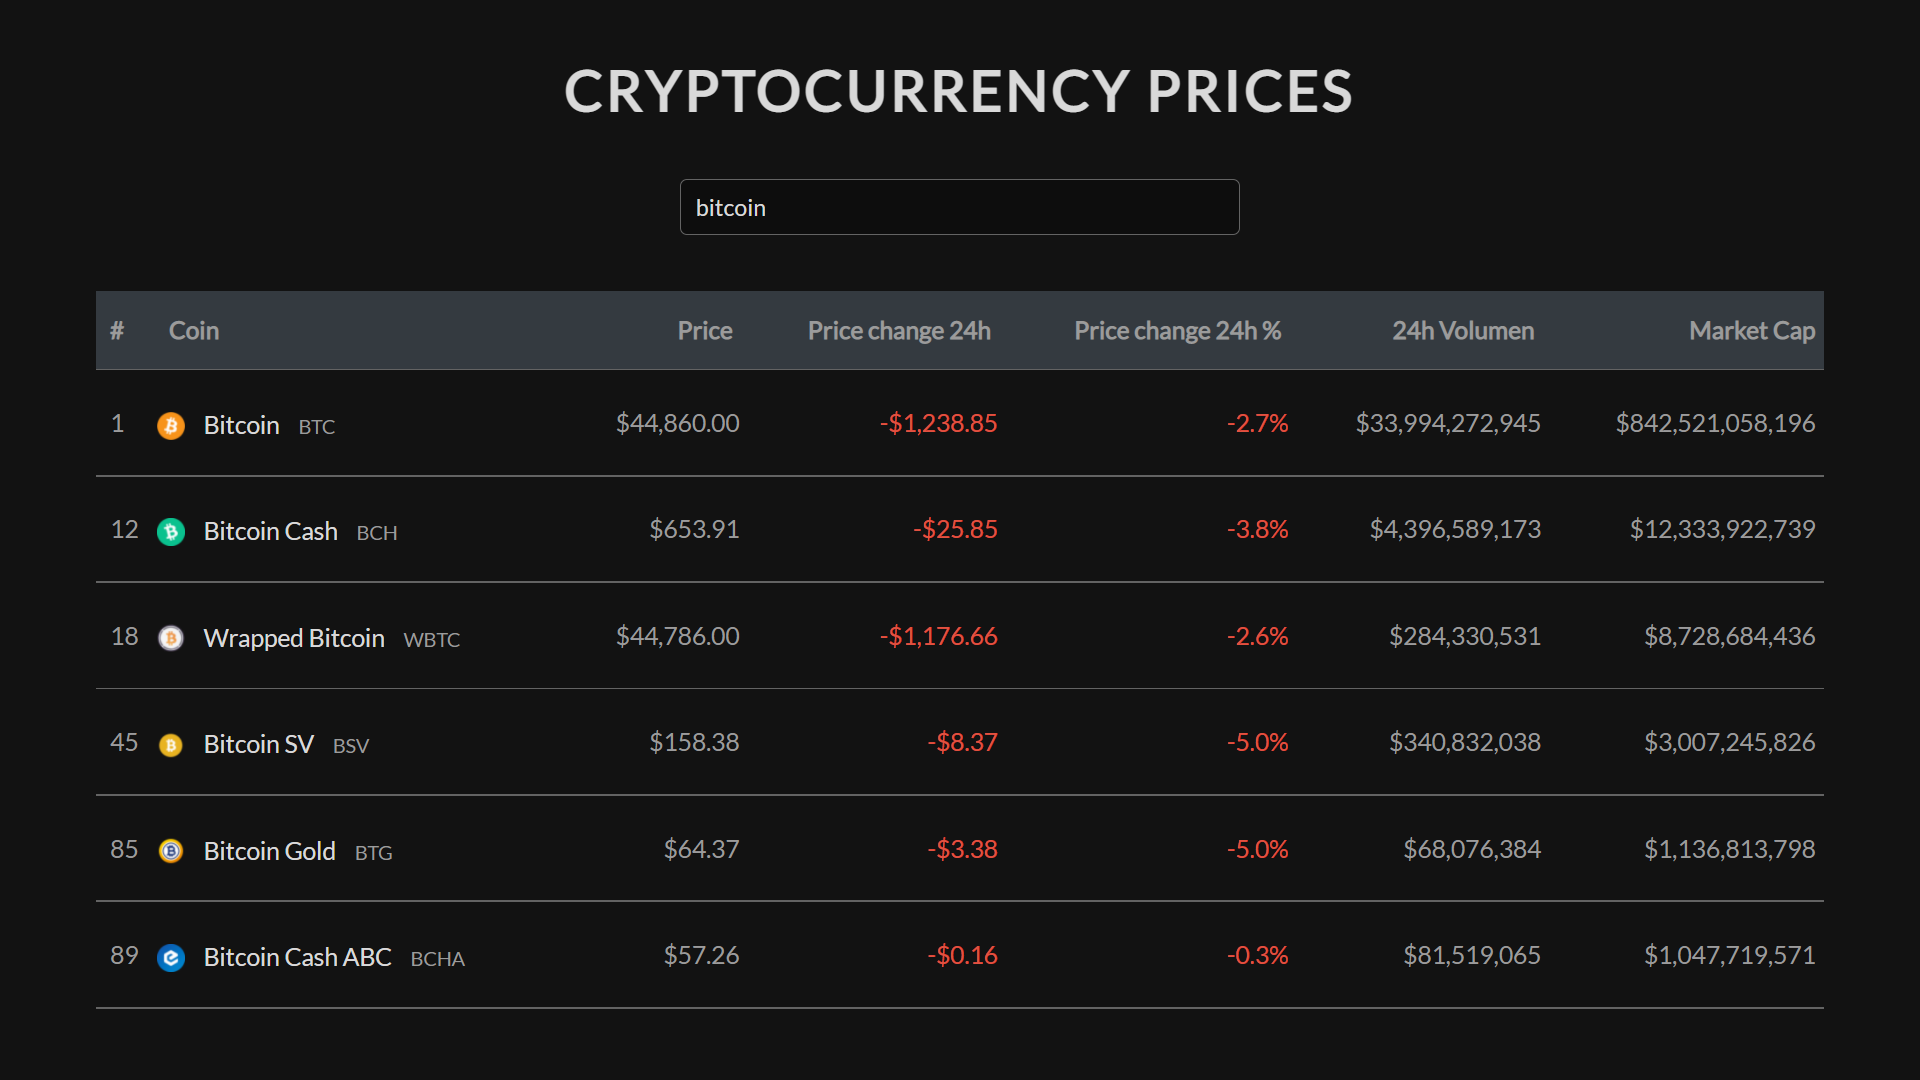 CRYPTOCURRENCY PRICES
bitcoin
# Coin Price Price change 24h Price change 24h % 24h Volumen Market Cap
1 Bitcoin BTC $44,860.00 -$1,238.85 -2.7% $33,994,272,945 $842,521,058,196
12 Bitcoin Cash BCH $653.91 -$25.85 -3.8% $4,396,589,173 $12,333,922,739
18 Wrapped Bitcoin WBTC $44,786.00 -$1,176.66 -2.6% $284,330,531 $8,728,684,436
45 Bitcoin SV BSV $158.38 -$8.37 -5.0% $340,832,038 $3,007,245,826
85 Bitcoin Gold BTG $64.37 -$3.38 -5.0% $68,076,384 $1,136,813,798
89 Bitcoin Cash ABC BCHA $57.26 -$0.16 -0.3% $81,519,065 $1,047,719,571